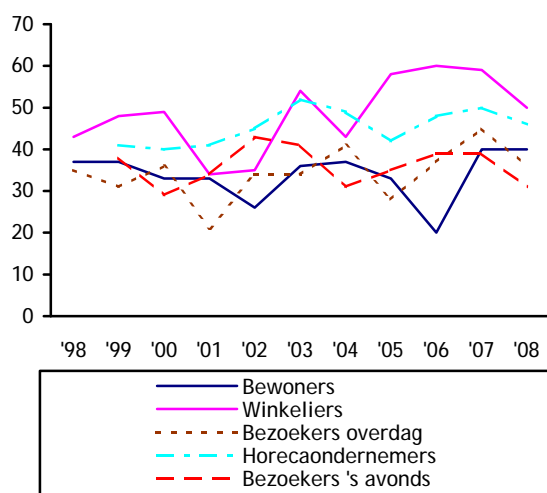 70
60
50
40
30
20
10
0
'98 '99 '00 '01 '02 '03 '04 '05 '06 '07 '08
Bewoners
Winkeliers
Bezoekers overdag
Horecaondernemers
Bezoekers 's avonds